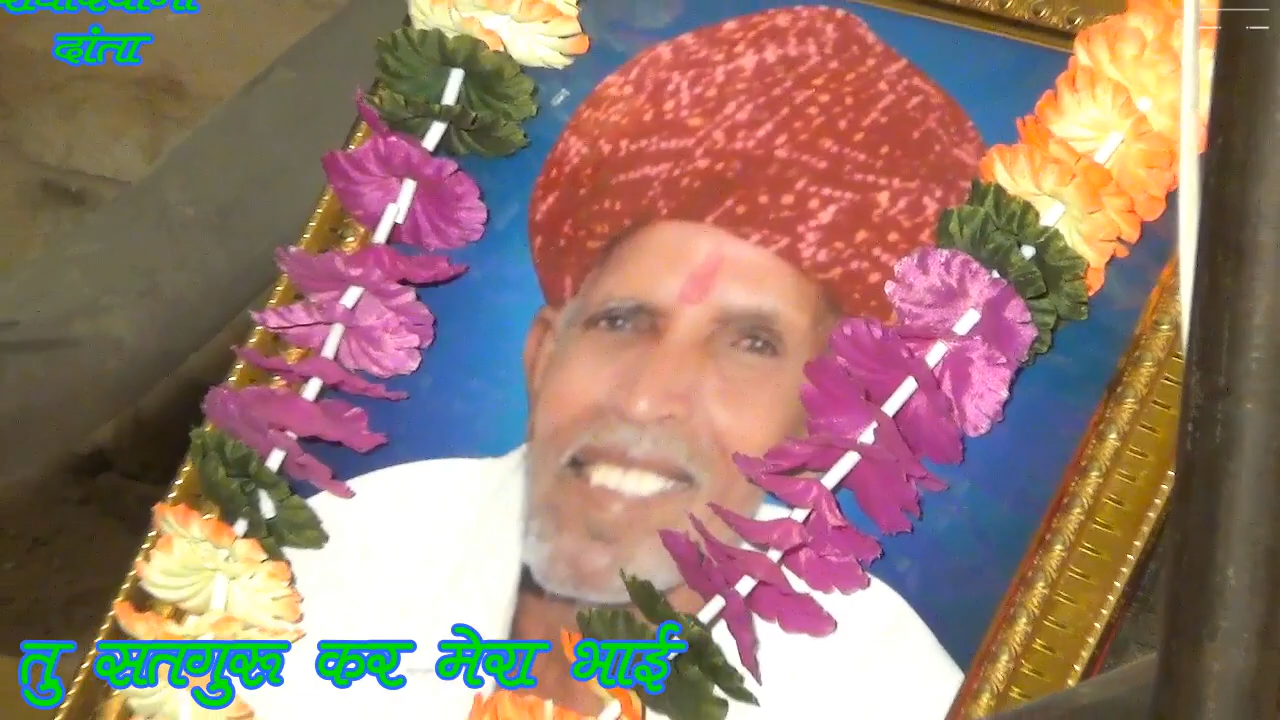 दांता
तु सतगुरू कर मेरा भाई